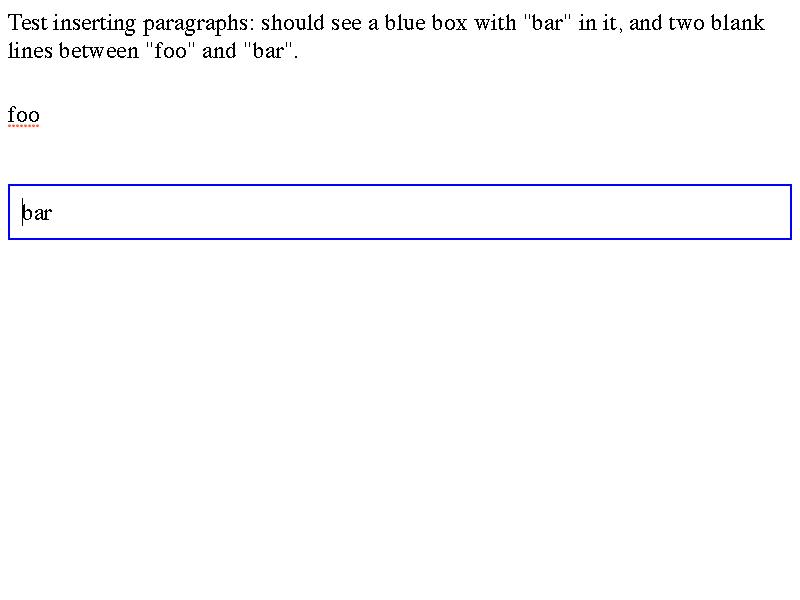 Test inserting paragraphs: should see a blue box with "bar" in it, and two blank
lines between "foo" and "bar".
foo
bar